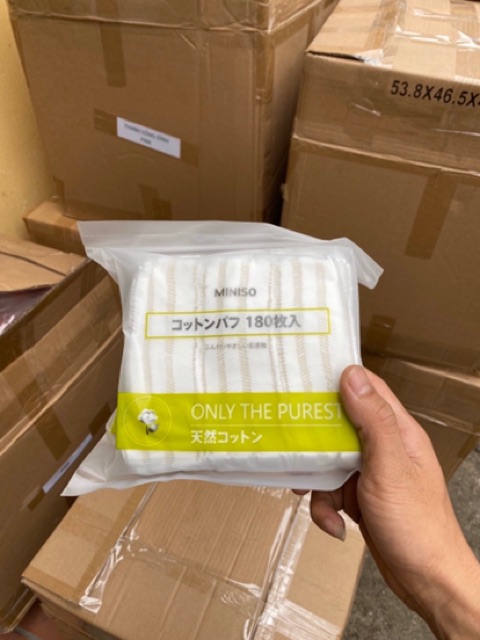 53.8X46.5X
MINISO
コットンパフ 180枚入
ONLY THE PUREST
天然コットン